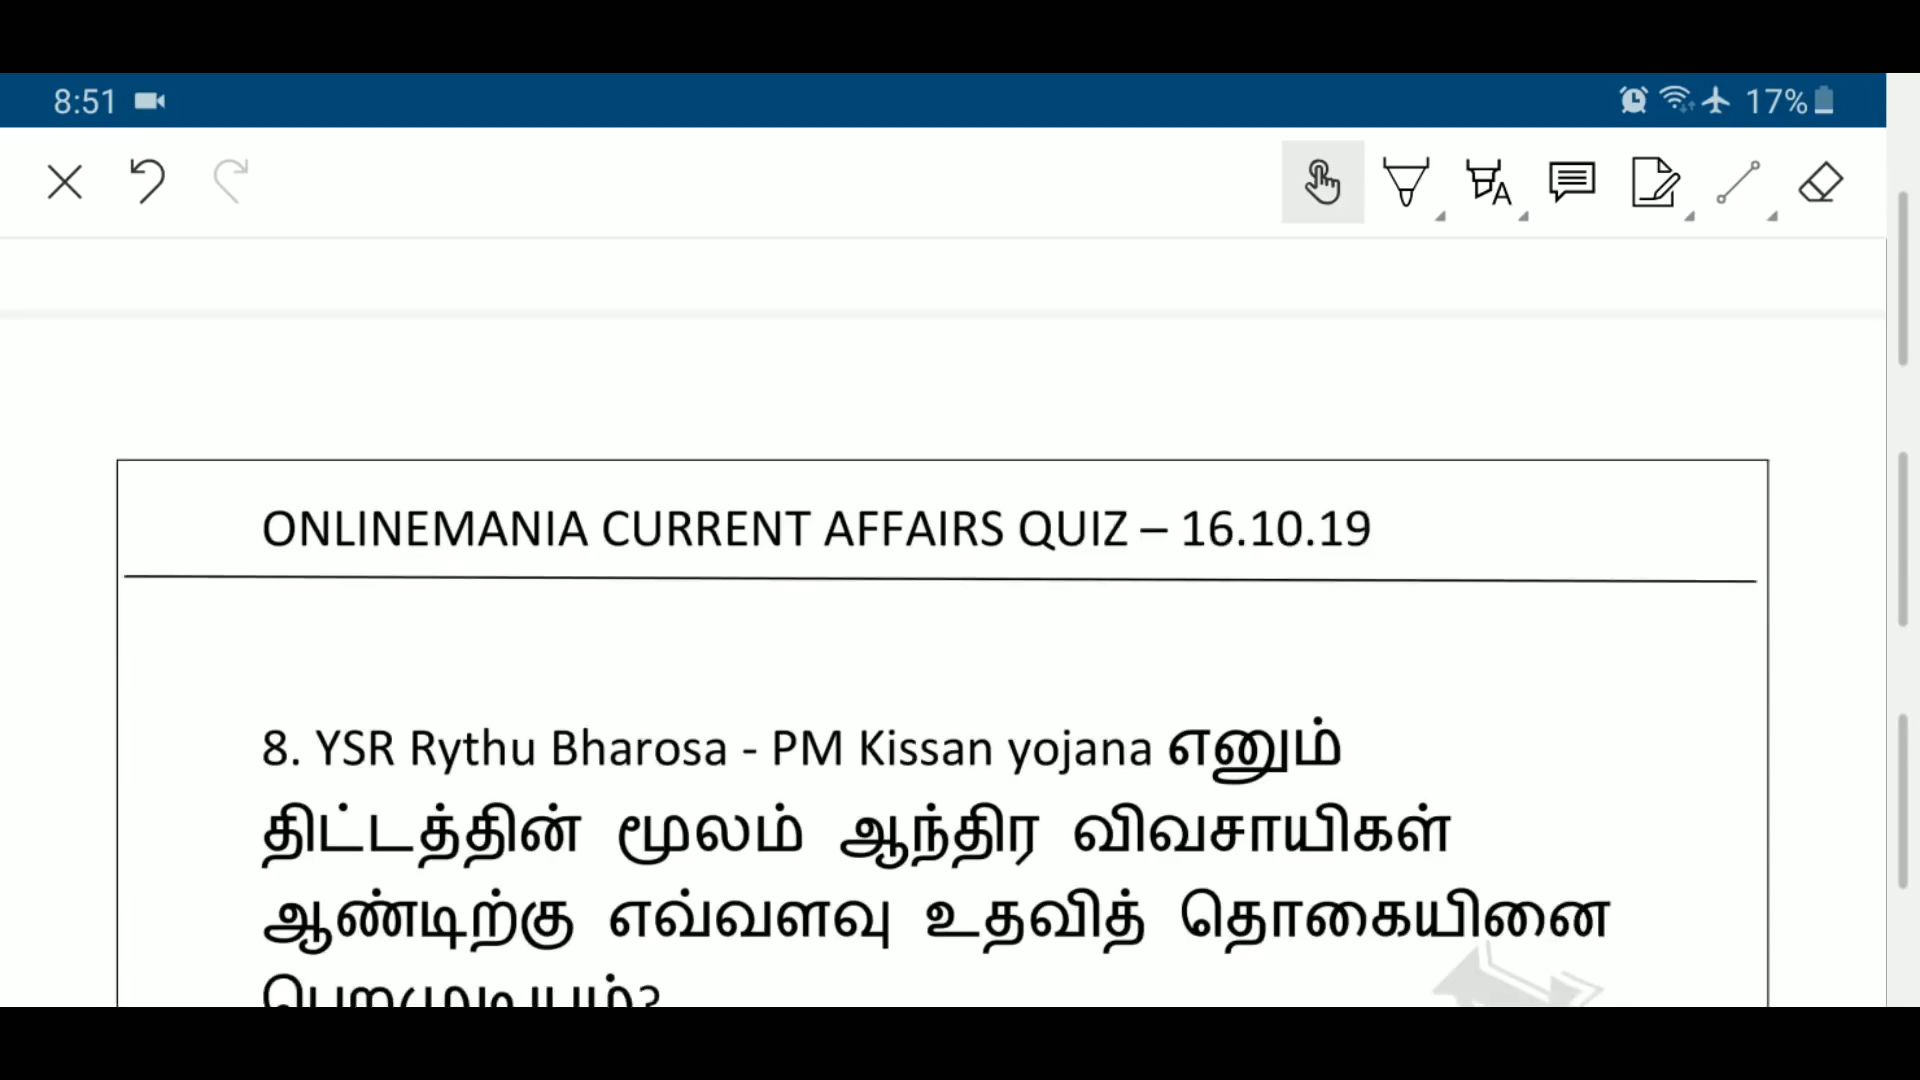 8:51
17%
ONLINEMANIA CURRENT AFFAIRS QUIZ – 16.10.19
8. YSR Rythu Bharosa - PM Kissan yojana எனும்
திட்டத்தின் மூலம் ஆந்திர விவசாயிகள்
ஆண்டிற்கு எவ்வளவு உதவித் தொகையினை
பெறமுடியும்?